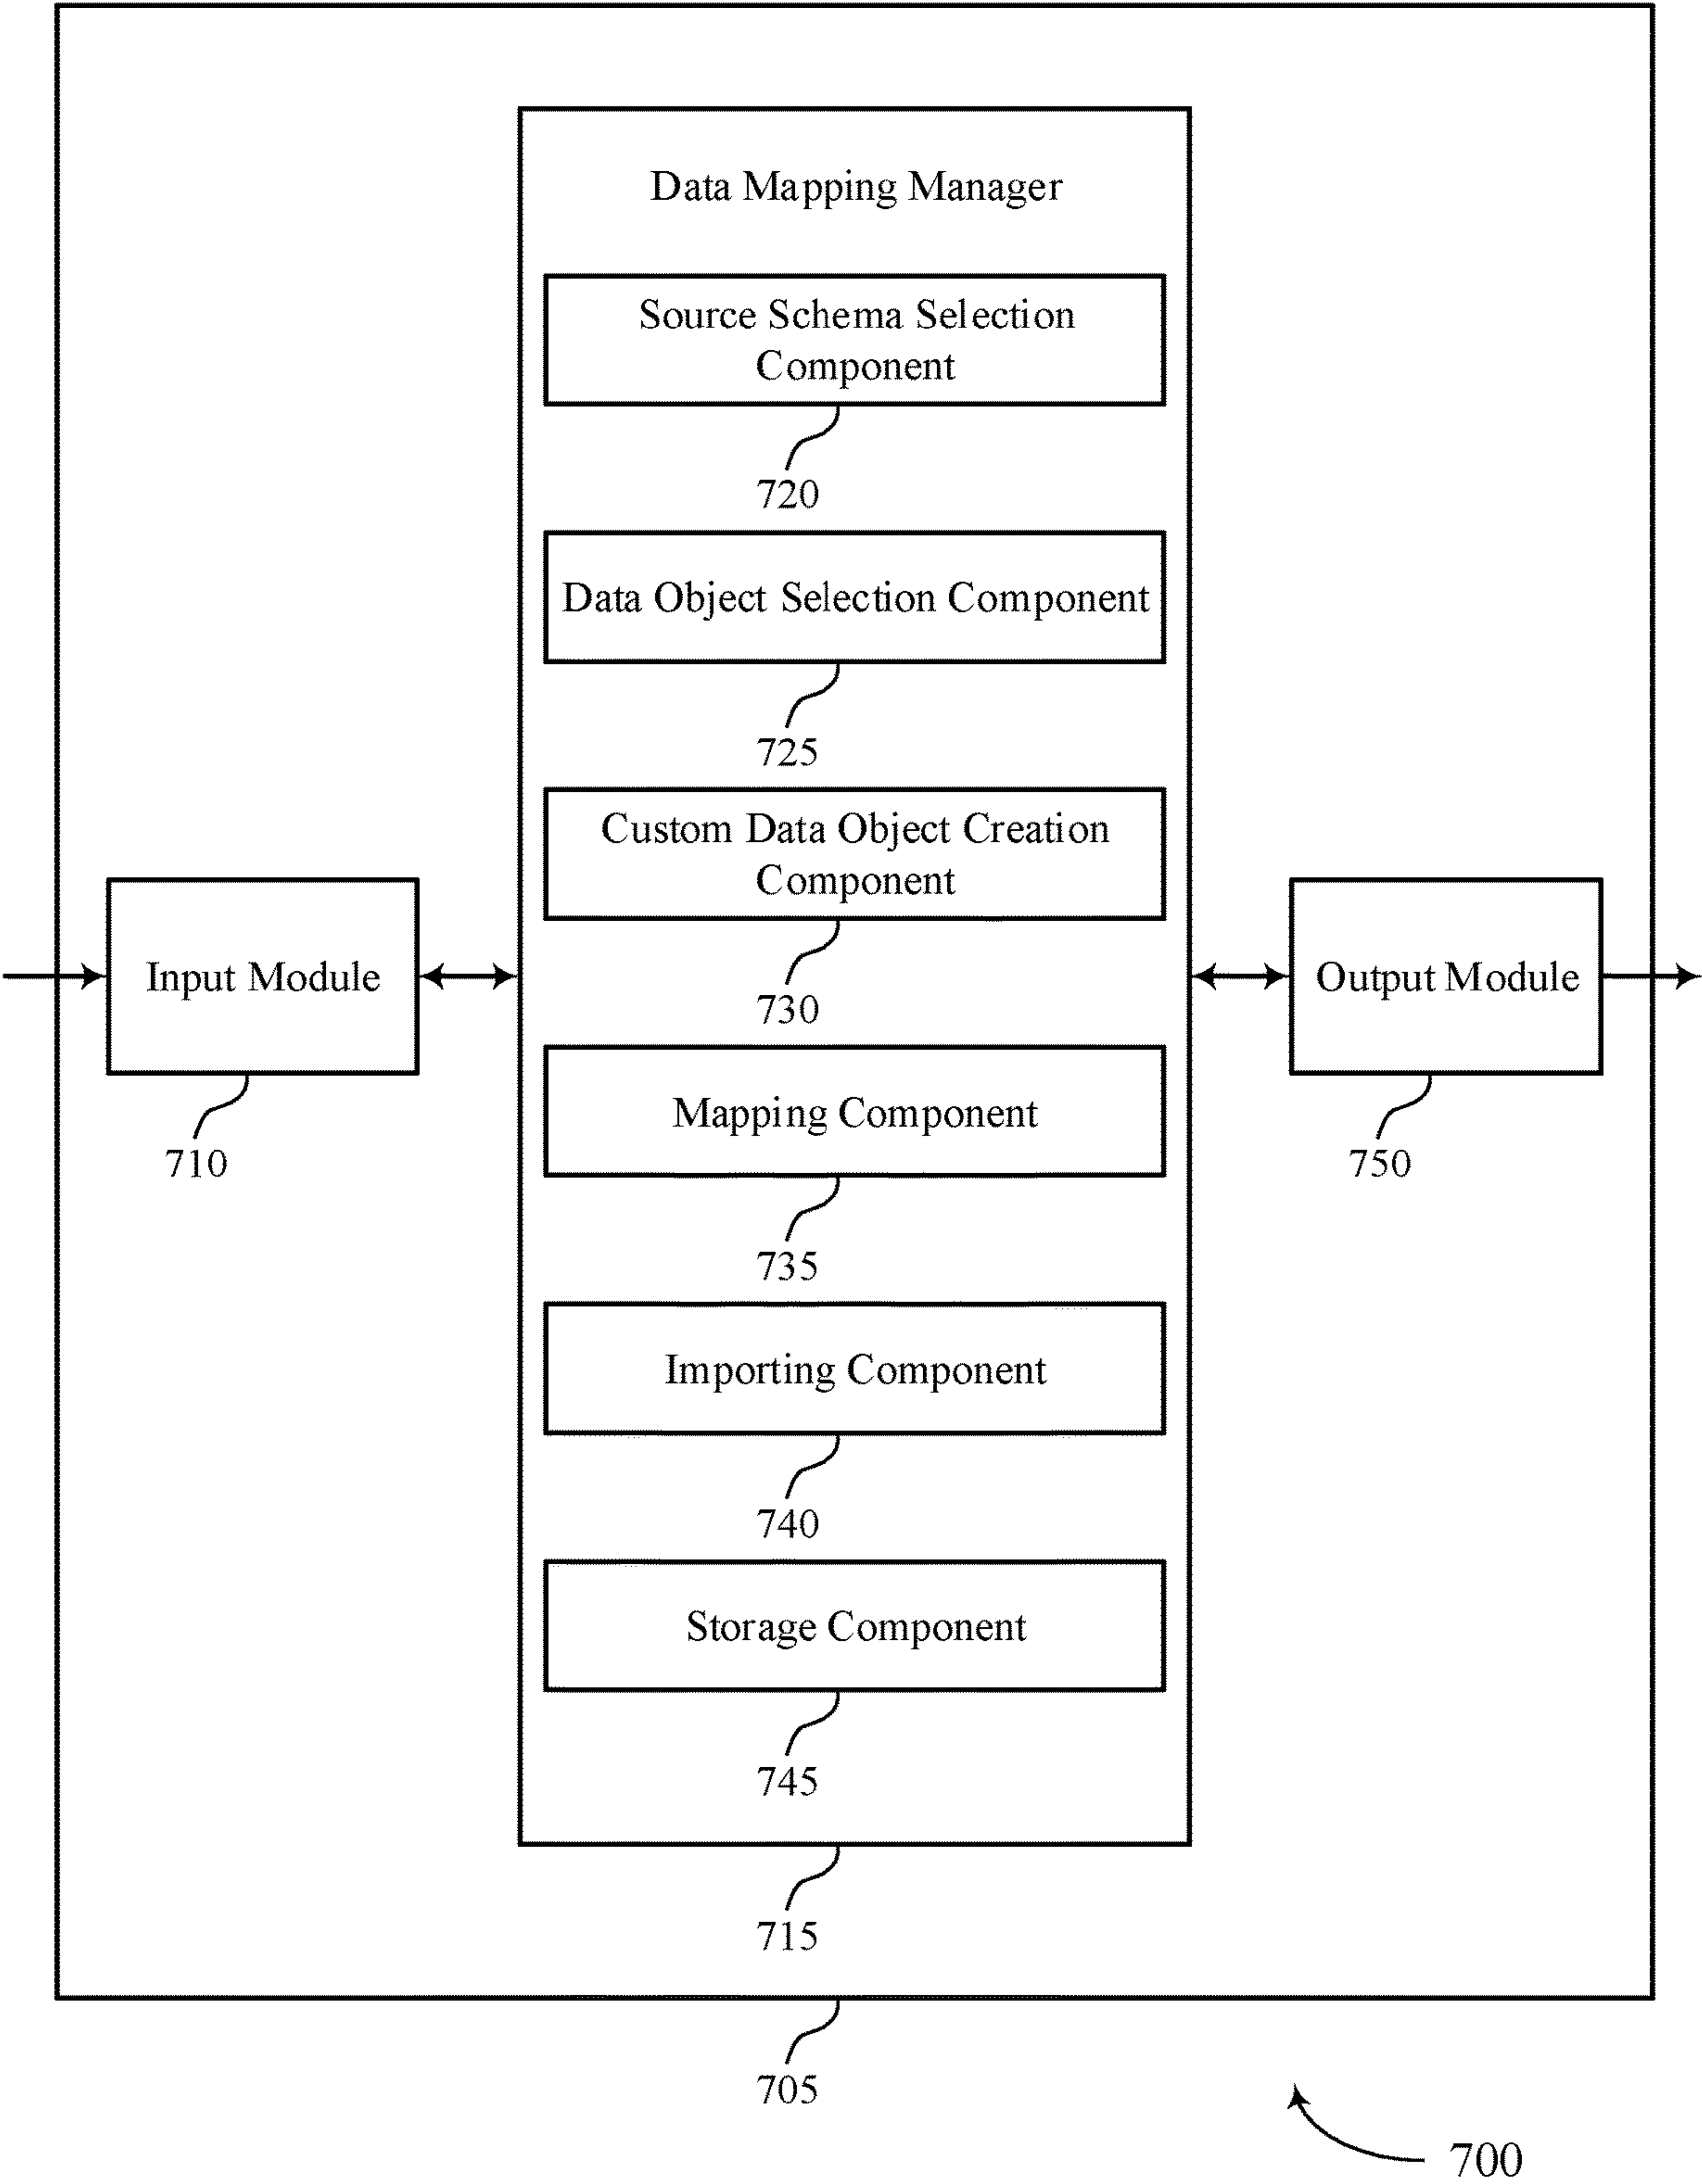 Data Mapping Manager
Source Schema Selection
Component
720
Data Object Selection Component
725
Custom Data Object Creation
Component
730
Input Module
710
Output Module
750
Mapping Component
735
Importing Component
740
Storage Component
745
715
705
700